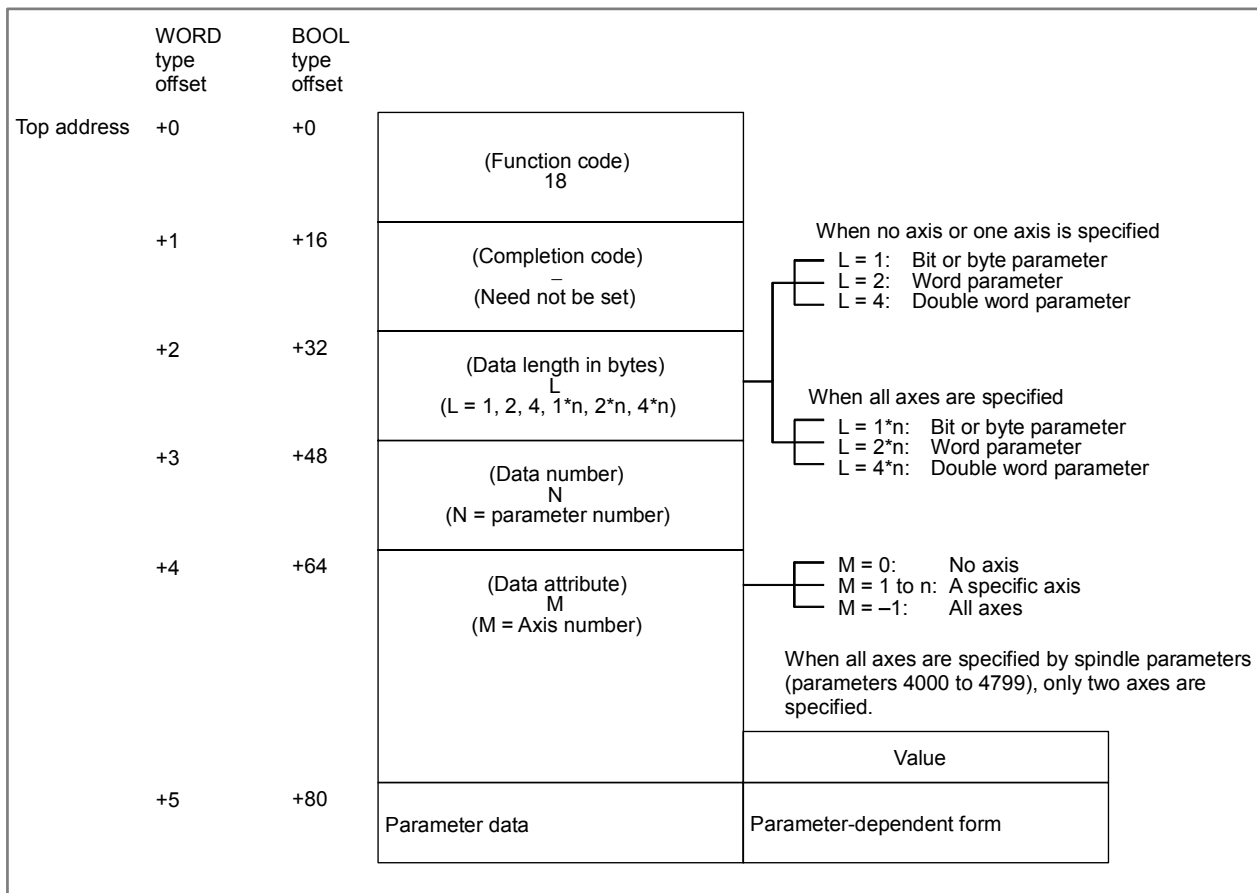 WORD
type
offset
BOOL
type
offset
Top address +0 +0
(Function code)
18
+1 +16
(Completion code)
–
(Need not be set)
When no axis or one axis is specified
L = 1: Bit or byte parameter
L = 2: Word parameter
L = 4: Double word parameter
+2 +32
(Data length in bytes)
L
(L = 1, 2, 4, 1*n, 2*n, 4*n)
When all axes are specified
L = 1*n: Bit or byte parameter
L = 2*n: Word parameter
L = 4*n: Double word parameter
+3 +48
(Data number)
N
(N = parameter number)
+4 +64
(Data attribute)
M
(M = Axis number)
M = 0: No axis
M = 1 to n: A specific axis
M = –1: All axes
When all axes are specified by spindle parameters
(parameters 4000 to 4799), only two axes are
specified.
Value
+5 +80
Parameter data
Parameter-dependent form